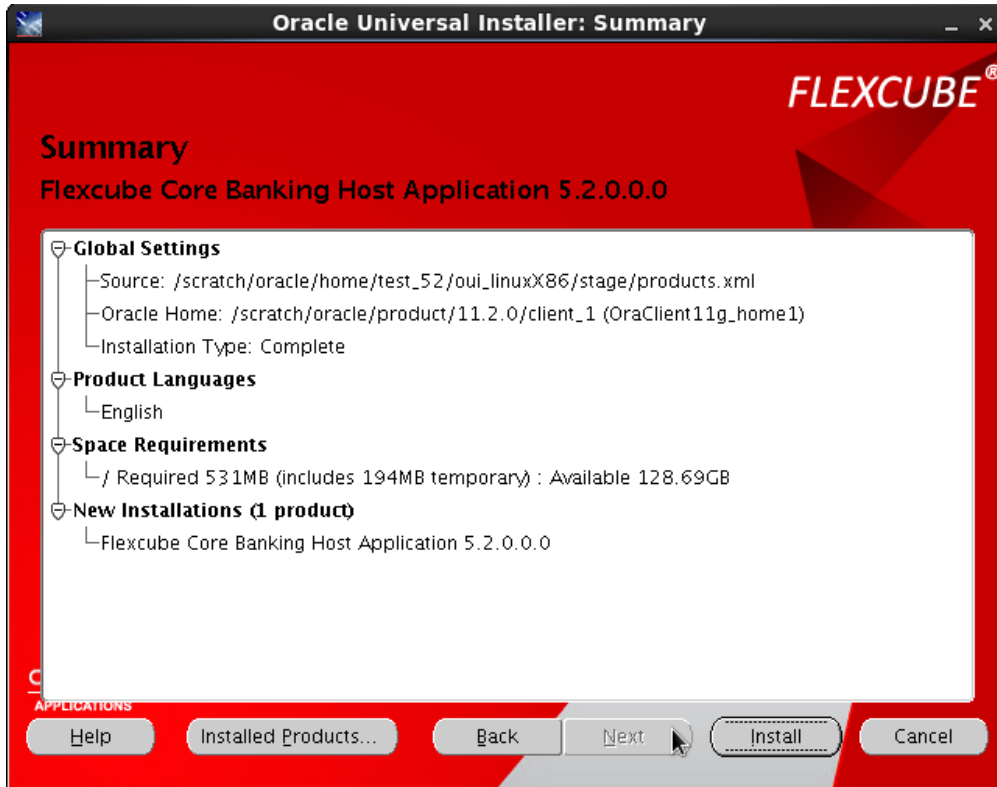 Oracle Universal Installer: Summary
FLEXCUBE®
Summary
Flexcube Core Banking Host Application 5.2.0.0.0
Global Settings
Source: /scratch/oracle/home/test_52/oui_linuxX86/stage/products.xml
Oracle Home: /scratch/oracle/product/11.2.0/client_1 (OraClient11g_home1)
Installation Type: Complete
Product Languages
English
Space Requirements
/ Required 531MB (includes 194MB temporary) : Available 128.69GB
New Installations (1 product)
Flexcube Core Banking Host Application 5.2.0.0.0
APPLICATIONS
Help Installed Products... Back Next Install Cancel